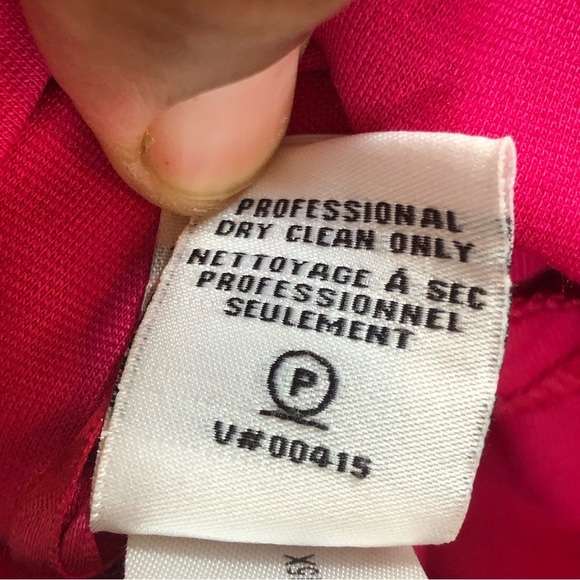 PROFESSIONAL
DRY CLEAN ONLY
NETTOYAGE À SEC
PROFESSIONNEL
SEULEMENT
P
V#00415